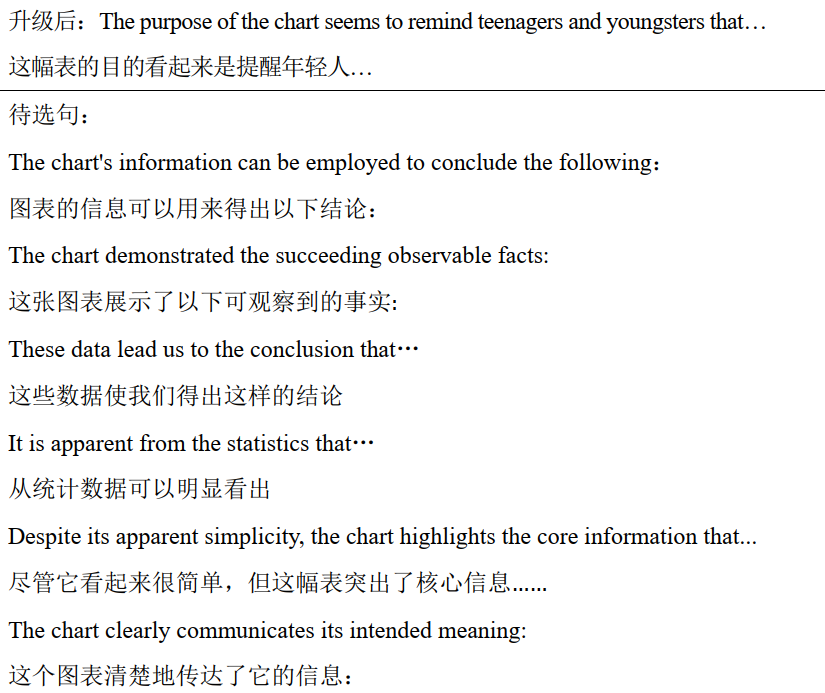 升级后：The purpose of the chart seems to remind teenagers and youngsters that…
这幅表的目的看起来是提醒年轻人…
待选句：
The chart's information can be employed to conclude the following：
图表的信息可以用来得出以下结论：
The chart demonstrated the succeeding observable facts:
这张图表展示了以下可观察到的事实:
These data lead us to the conclusion that…
这些数据使我们得出这样的结论
It is apparent from the statistics that…
从统计数据可以明显看出
Despite its apparent simplicity, the chart highlights the core information that...
尽管它看起来很简单，但这幅表突出了核心信息......
The chart clearly communicates its intended meaning:
这个图表清楚地传达了它的信息：